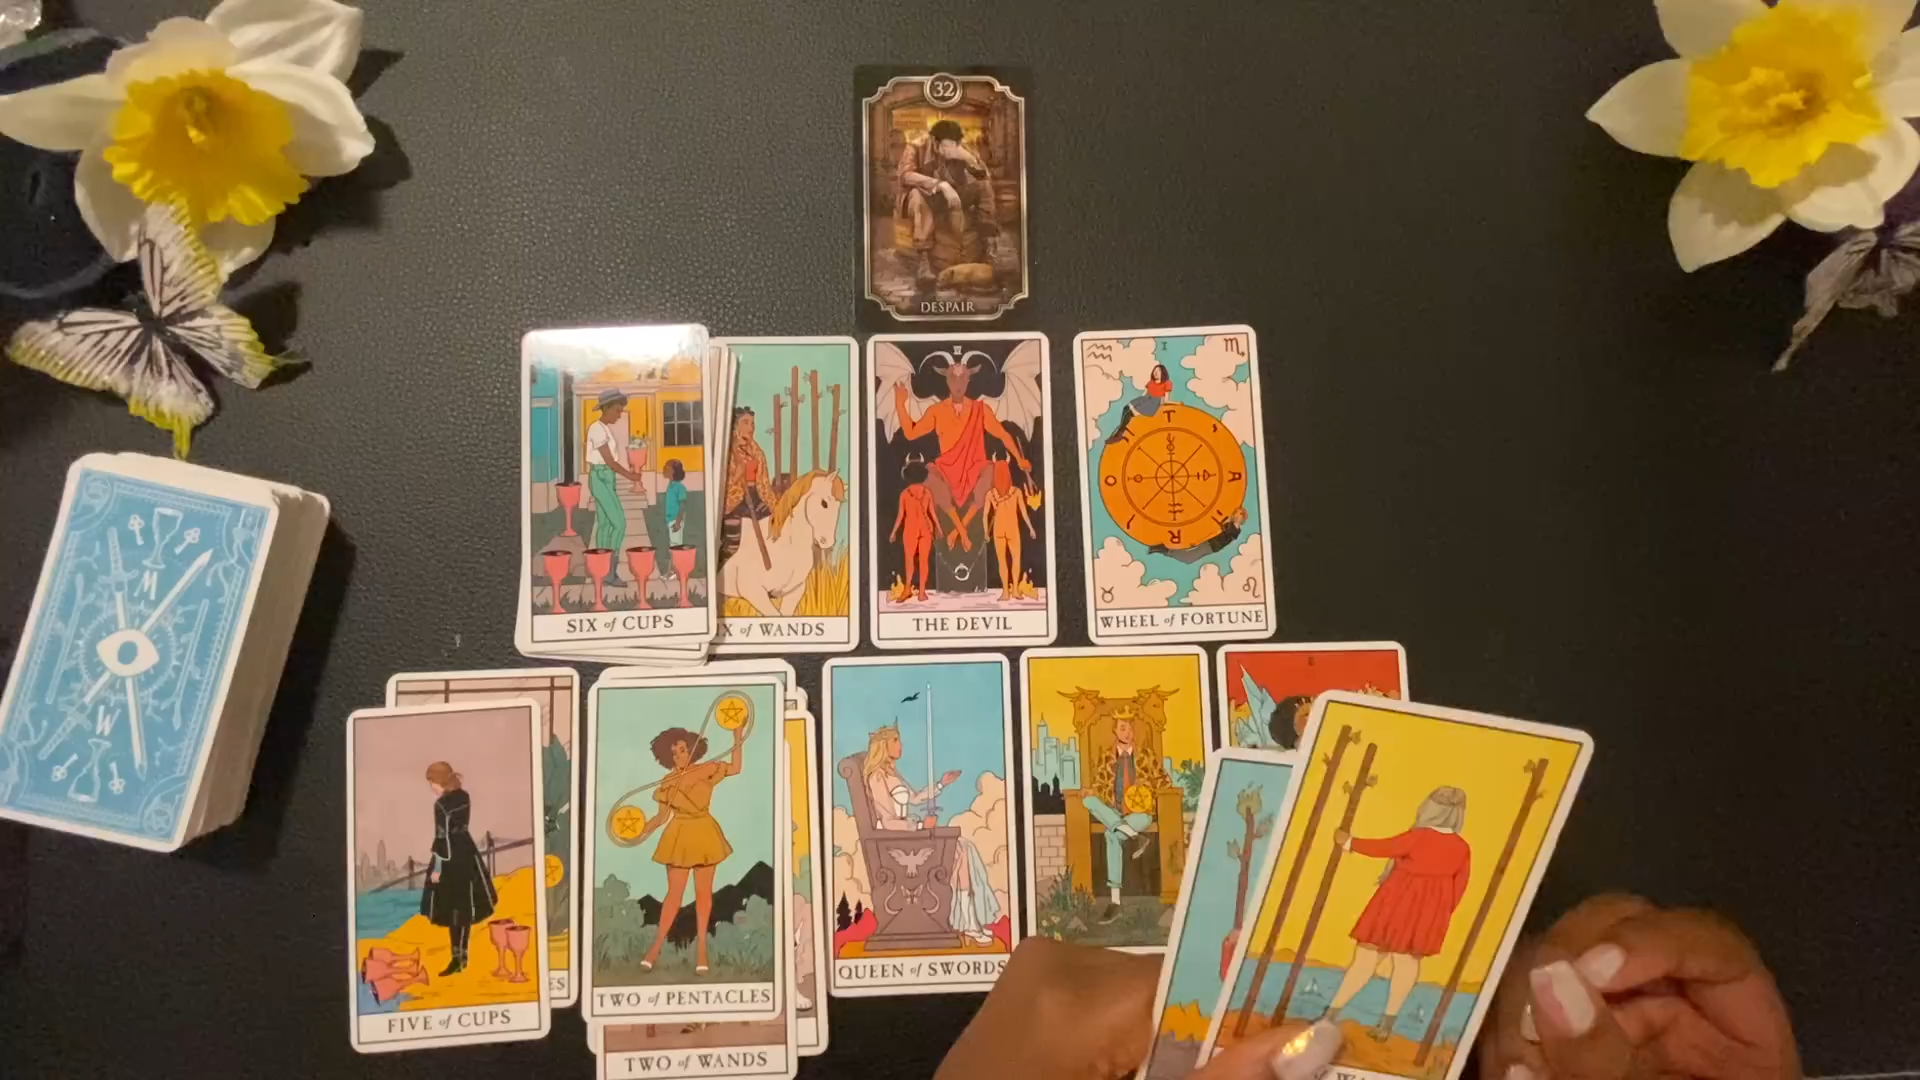 32
DESPAIR
SIX of CUPS
X of WANDS
THE DEVIL
WHEEL of FORTUNE
M
W
FIVE of CUPS
ES
TWO of PENTACLES
TWO of WANDS
QUEEN of SWORDS